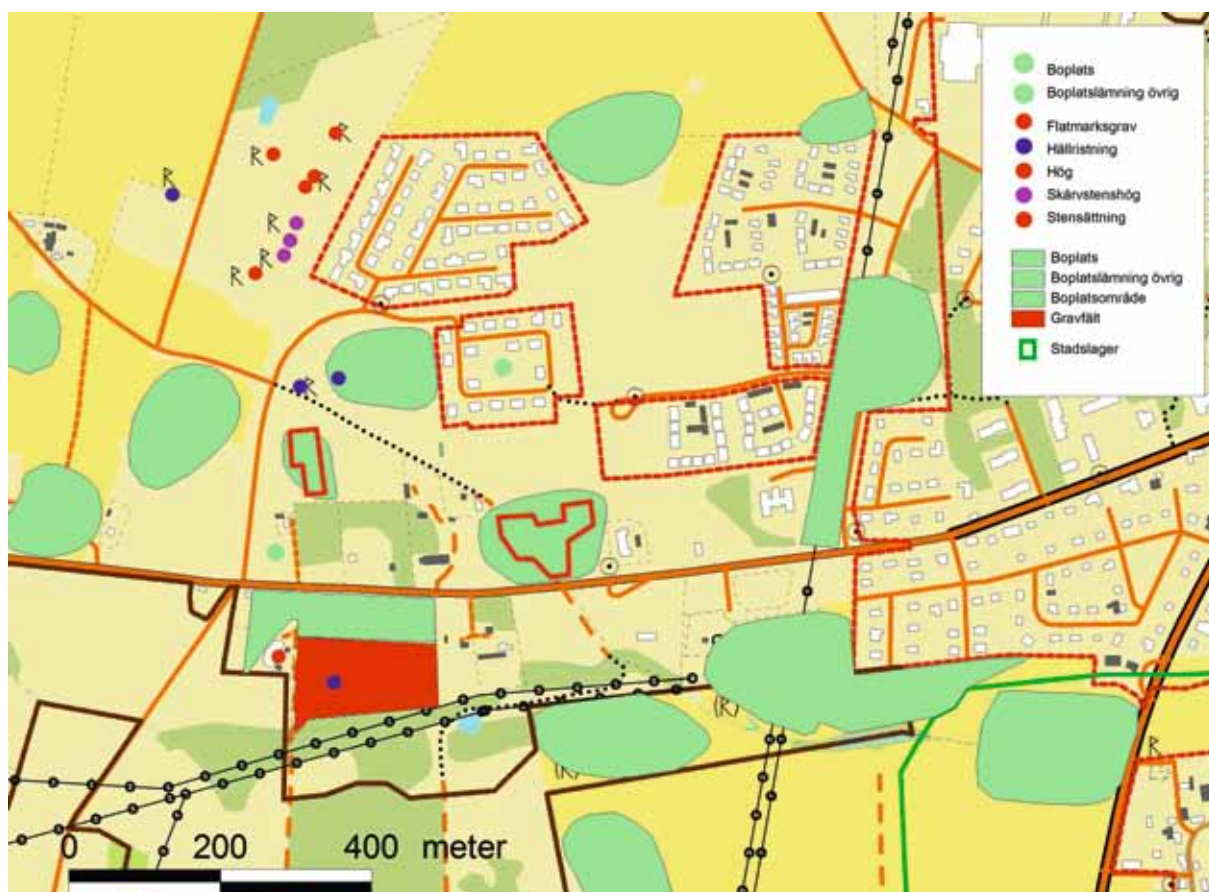 Boplats
Boplatslämning övrig
Flatmarksgrav
Hällristning
Hög
Skärvstenshög
Stensättning
Boplats
Boplatslämning övrig
Boplatsområde
Gravfält
Stadslager
R
R
R
R
R
R
R
R
(R)
R
(R)
0 200 400 meter